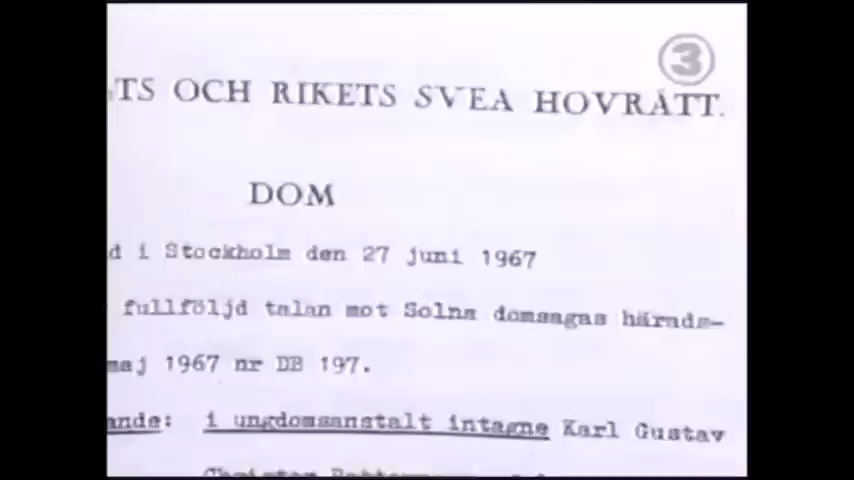 3
TS OCH RIKETS SVEA HOVRÄTT.
DOM
d i Stockholm den 27 juni 1967
fullföljd talan mot Solna domsagas härads-
maj 1967 nr DB 197.
ande: i ungdomsanstalt intagne Karl Gustav